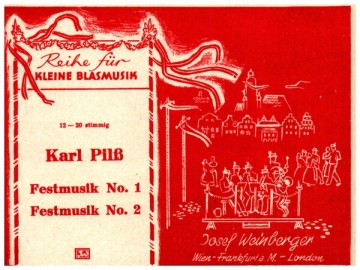 Reihe für
KLEINE BLASMUSIK
12 — 20 stimmig
Karl Pilß
Festmusik No. 1
Festmusik No. 2
Josef Weinberger
Wien - Frankfurt a. M. - London